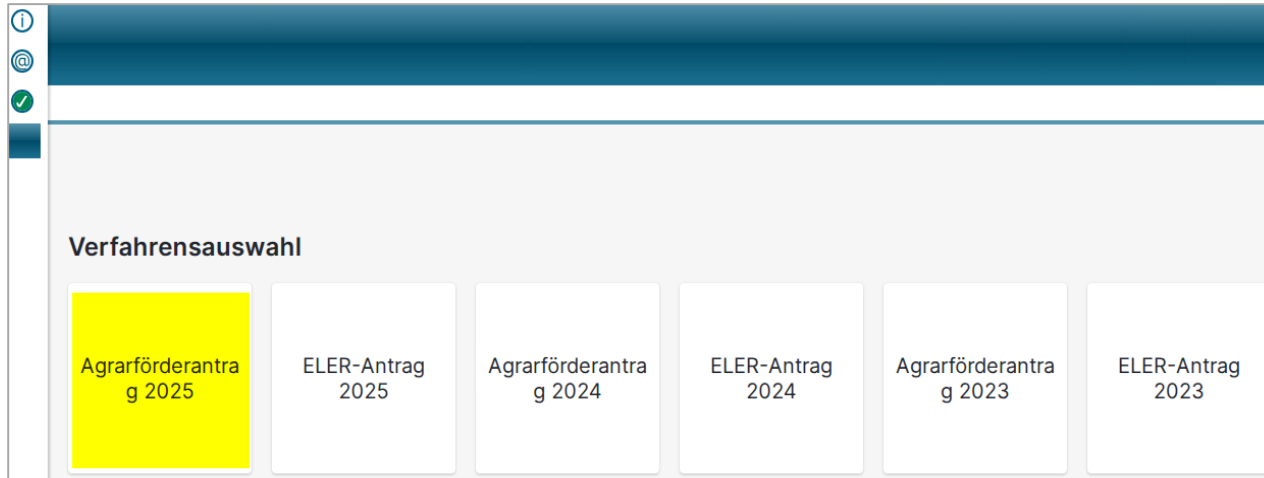 Verfahrensauswahl
Agrarförderantra
g 2025
ELER-Antrag
2025
Agrarförderantra
g 2024
ELER-Antrag
2024
Agrarförderantra
g 2023
ELER-Antrag
2023